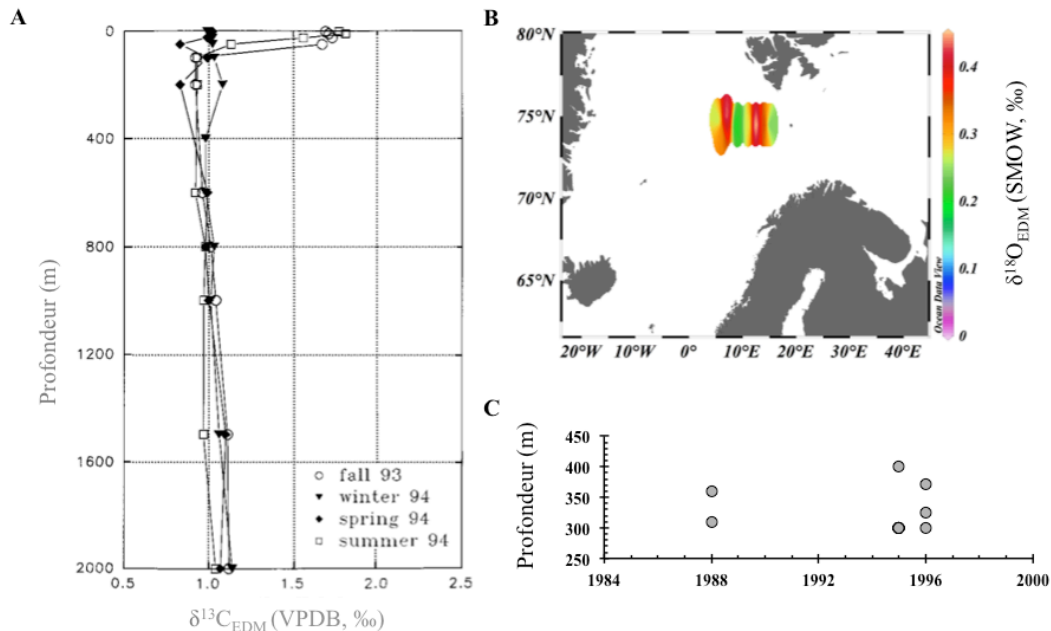 A
0
400
800
1200
1600
2000
Profondeur (m)
0.5 1.0 1.5 2.0 2.5
δ¹³C_EDM (VPDB, ‰)
fall 93
winter 94
spring 94
summer 94
B
80°N
75°N
70°N
65°N
20°W 10°W 0° 10°E 20°E 30°E 40°E
Ocean Data View
0.4
0.3
0.2
0.1
0
δ¹⁸O_EDM (SMOW, ‰)
C
Profondeur (m)
450
400
350
300
250
1984 1988 1992 1996 2000